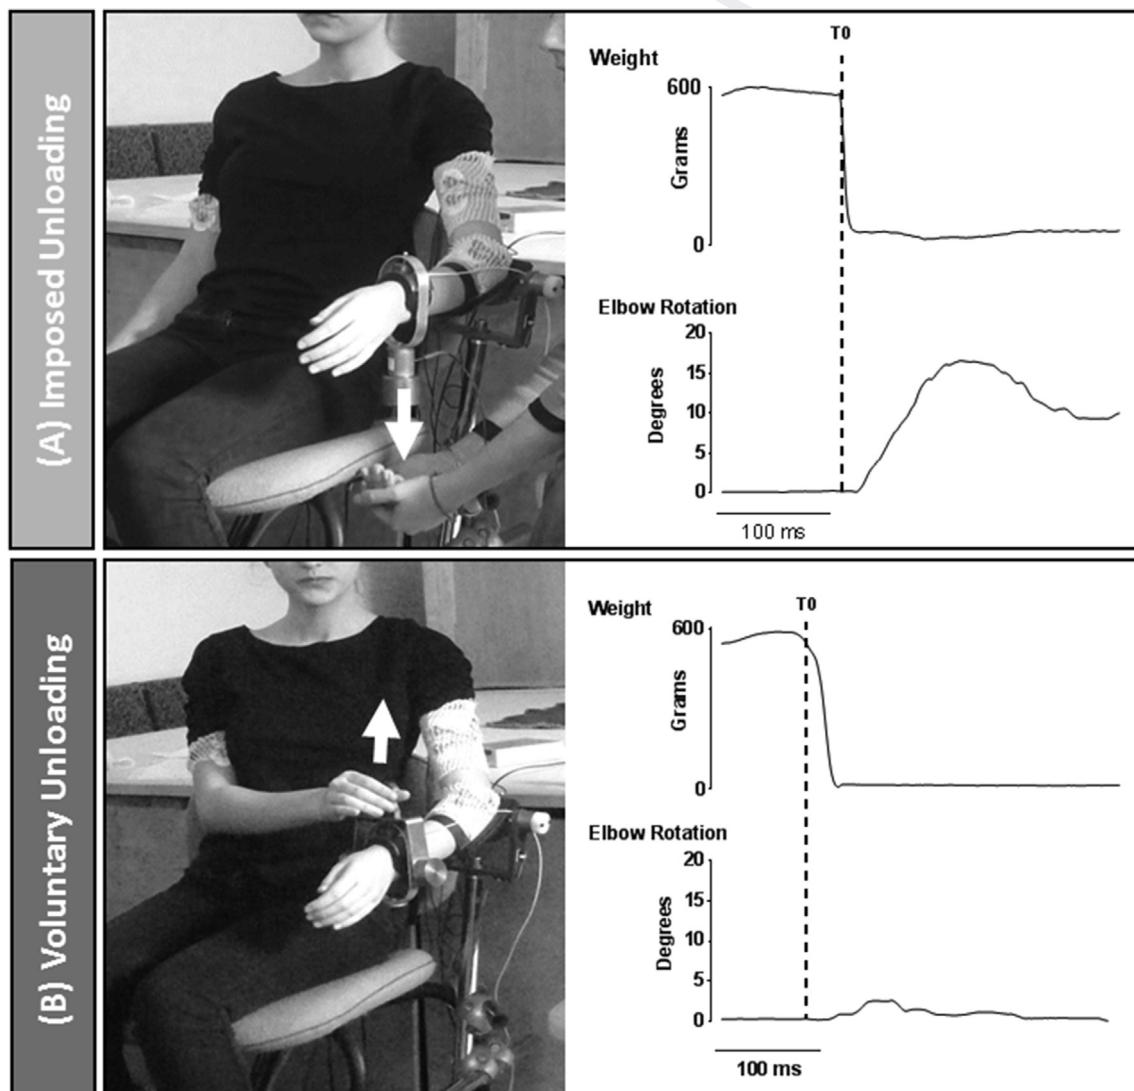 (A) Imposed Unloading
T0
Weight
600
Grams
0
Elbow Rotation
20
15
Degrees
10
5
0
100 ms
(B) Voluntary Unloading
T0
Weight
600
Grams
0
Elbow Rotation
20
15
Degrees
10
5
0
100 ms